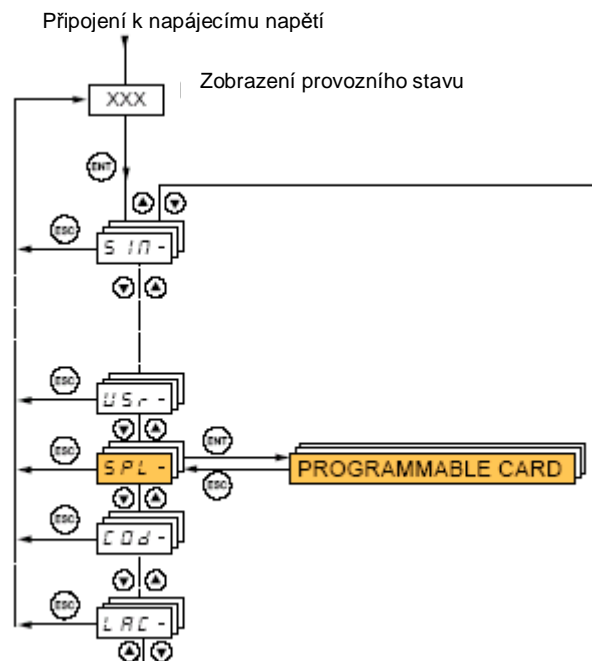 Připojení k napájecímu napětí
Zobrazení provozního stavu
XXX
ENT
ESC
SIM-
ESC
USr-
ENT
ESC
SPL-
PROGRAMMABLE CARD
ESC
ESC
COd-
ESC
LAC-